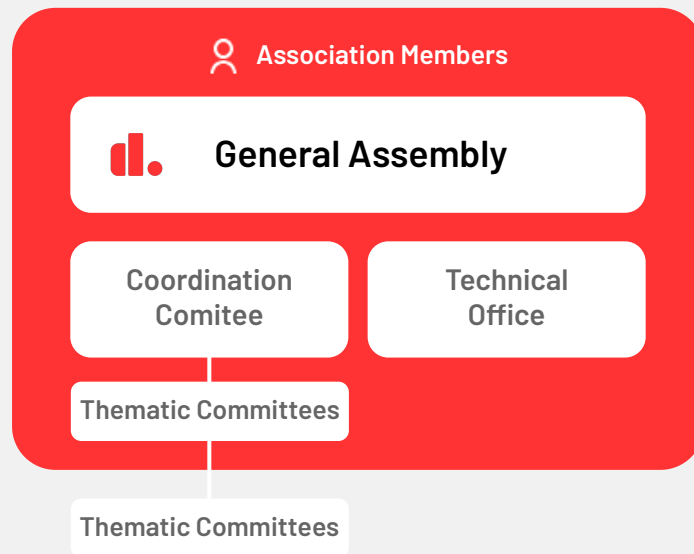 Association Members
General Assembly
Coordination
Comitee
Technical
Office
Thematic Committees
Thematic Committees